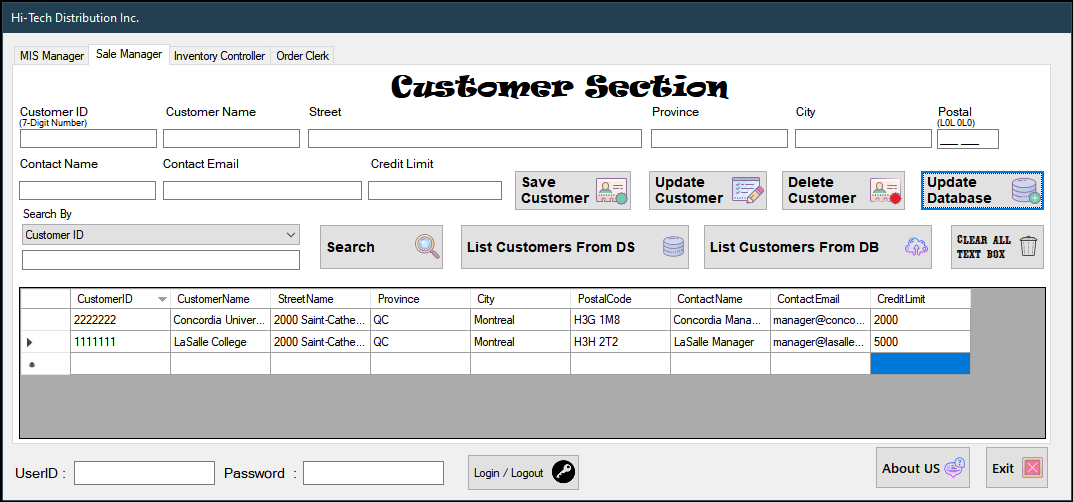 Hi-Tech Distribution Inc.
MIS Manager Sale Manager Inventory Controller Order Clerk
Customer Section
Customer ID Customer Name Street Province City Postal
(7-Digit Number) (L0L 0L0)
___ ___
Contact Name Contact Email Credit Limit
Save Customer Update Customer Delete Customer Update Database
Search By
Customer ID
Search List Customers From DS List Customers From DB CLEAR ALL TEXT BOX
CustomerID CustomerName StreetName Province City PostalCode ContactName ContactEmail CreditLimit
2222222 Concordia Univer... 2000 Saint-Cathe... QC Montreal H3G 1M8 Concordia Mana... manager@conco... 2000
1111111 LaSalle College 2000 Saint-Cathe... QC Montreal H3H 2T2 LaSalle Manager manager@lasalle... 5000
UserID : Password : Login / Logout About US Exit